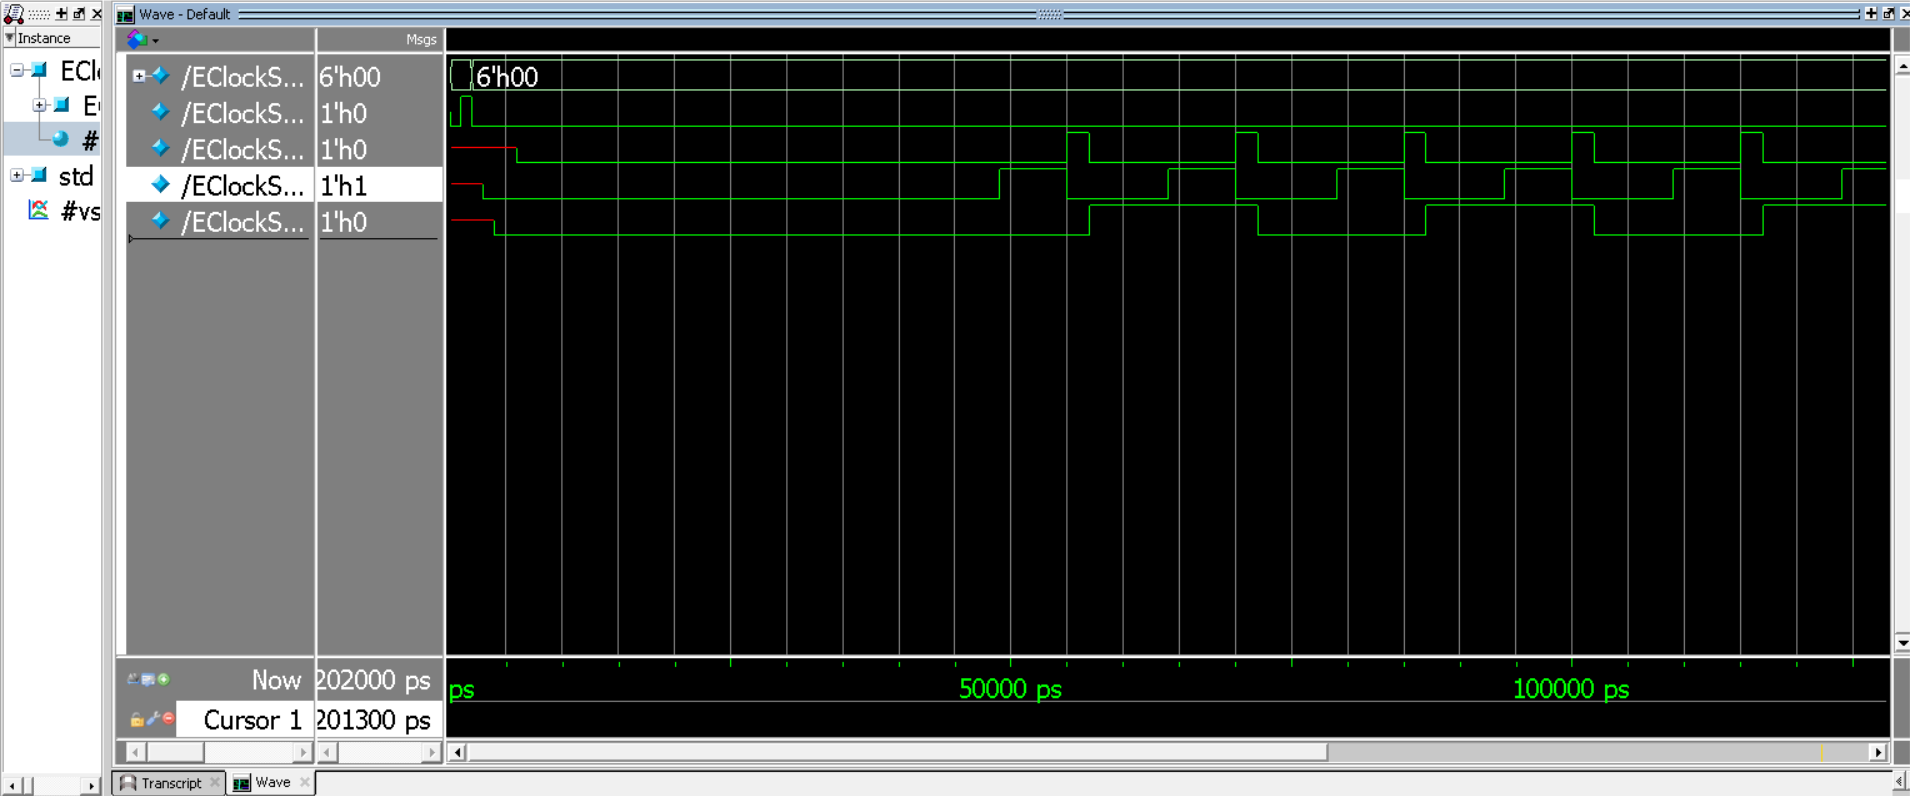 Wave - Default
Instance
Msgs
ECl
E
#
std
#vs
/EClockS... 6'h00 6'h00
/EClockS... 1'h0
/EClockS... 1'h0
/EClockS... 1'h1
/EClockS... 1'h0
Now 202000 ps
ps 50000 ps 100000 ps
Cursor 1 201300 ps
Transcript Wave